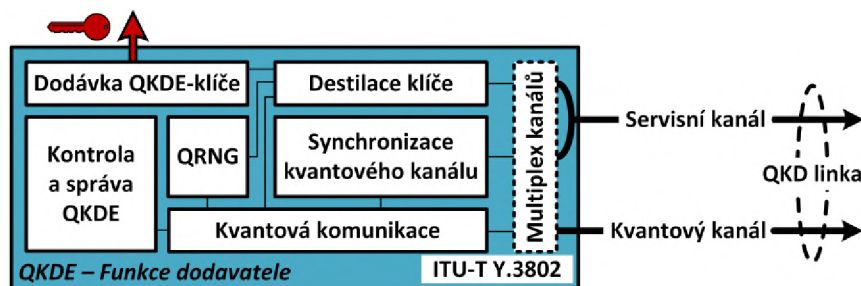 Dodávka QKDE-klíče
Destilace klíče
Kontrola
a správa
QKDE
QRNG
Synchronizace
kvantového kanálu
Kvantová komunikace
Multiplex kanálů
Servisní kanál
QKD linka
Kvantový kanál
QKDE – Funkce dodavatele
ITU-T Y.3802